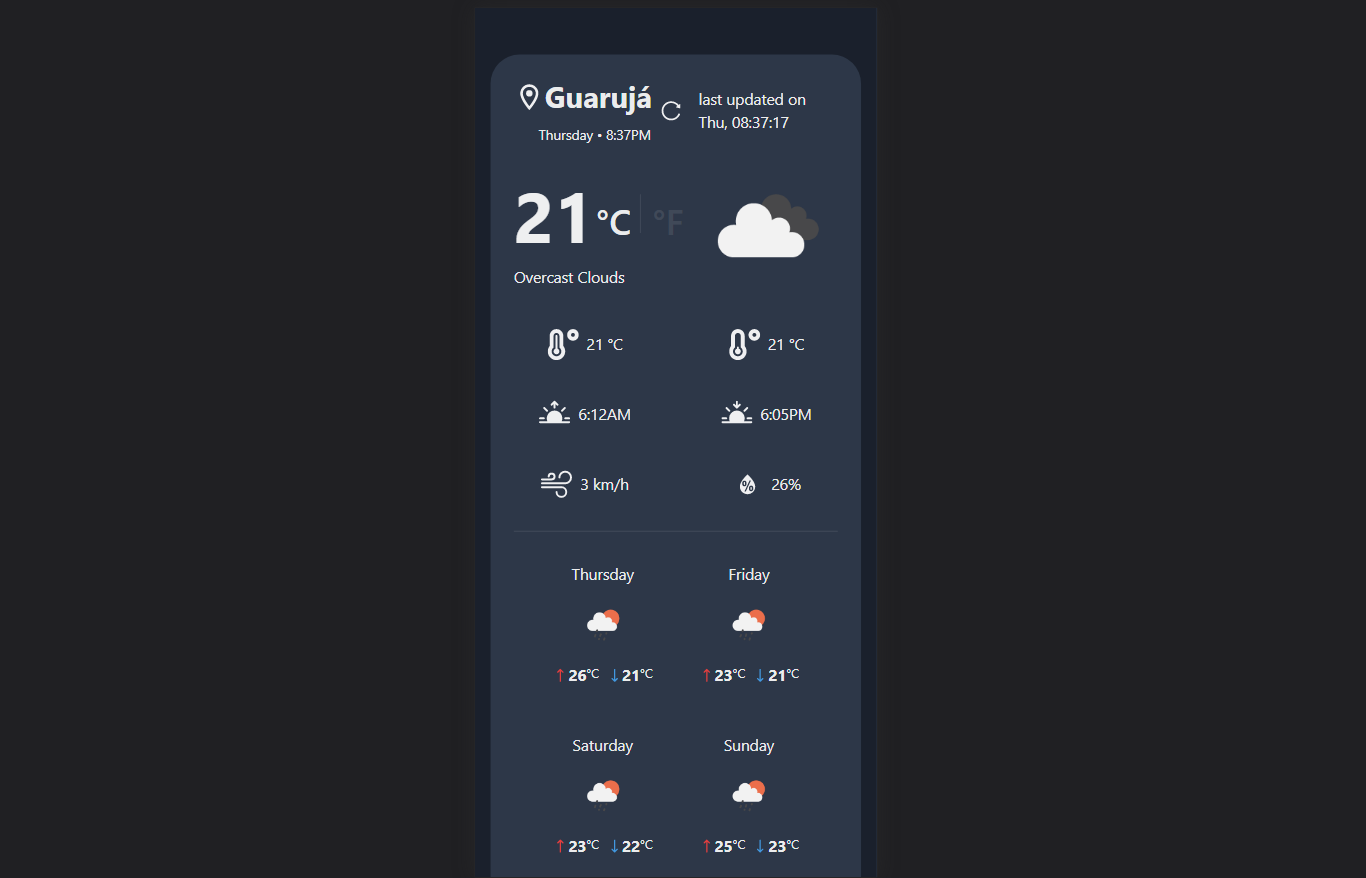 Guarujá
Thursday • 8:37PM
last updated on
Thu, 08:37:17
21 °C °F
Overcast Clouds
21 °C 21 °C
6:12AM 6:05PM
3 km/h % 26%
Thursday Friday
↑ 26°C ↓ 21°C ↑ 23°C ↓ 21°C
Saturday Sunday
↑ 23°C ↓ 22°C ↑ 25°C ↓ 23°C